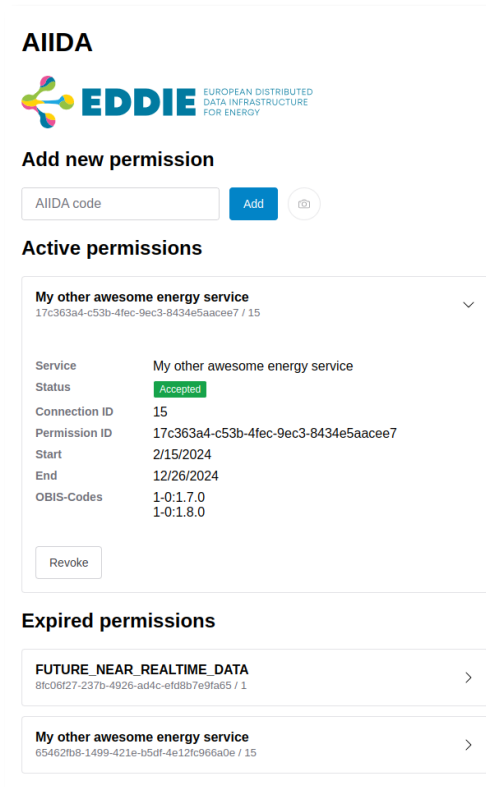 AIIDA
EDDIE
EUROPEAN DISTRIBUTED
DATA INFRASTRUCTURE
FOR ENERGY
Add new permission
AIIDA code
Add
Active permissions
My other awesome energy service
17c363a4-c53b-4fec-9ec3-8434e5aacee7 / 15
Service My other awesome energy service
Status Accepted
Connection ID 15
Permission ID 17c363a4-c53b-4fec-9ec3-8434e5aacee7
Start 2/15/2024
End 12/26/2024
OBIS-Codes 1-0:1.7.0
1-0:1.8.0
Revoke
Expired permissions
FUTURE_NEAR_REALTIME_DATA
8fc06f27-237b-4926-ad4c-efd8b7e9fa65 / 1
My other awesome energy service
65462fb8-1499-421e-b5df-4e12fc966a0e / 15